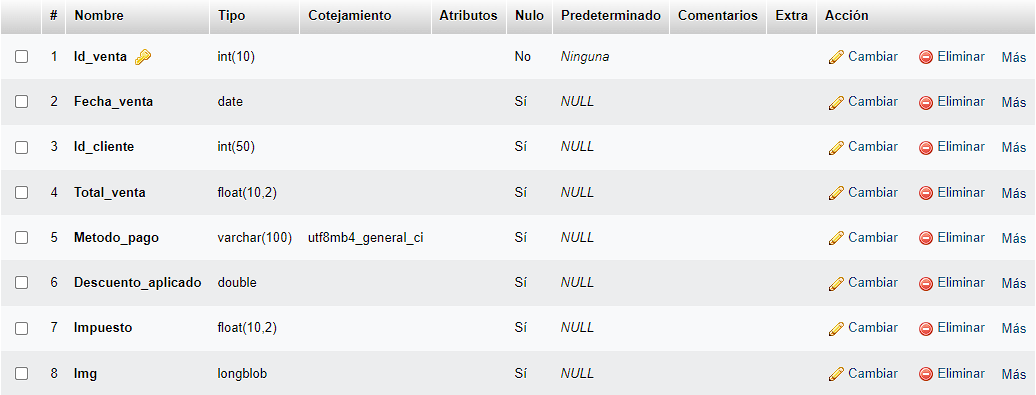 # Nombre Tipo Cotejamiento Atributos Nulo Predeterminado Comentarios Extra Acción
1 Id_venta int(10) No Ninguna Cambiar Eliminar Más
2 Fecha_venta date Sí NULL Cambiar Eliminar Más
3 Id_cliente int(50) Sí NULL Cambiar Eliminar Más
4 Total_venta float(10,2) Sí NULL Cambiar Eliminar Más
5 Metodo_pago varchar(100) utf8mb4_general_ci Sí NULL Cambiar Eliminar Más
6 Descuento_aplicado double Sí NULL Cambiar Eliminar Más
7 Impuesto float(10,2) Sí NULL Cambiar Eliminar Más
8 Img longblob Sí NULL Cambiar Eliminar Más